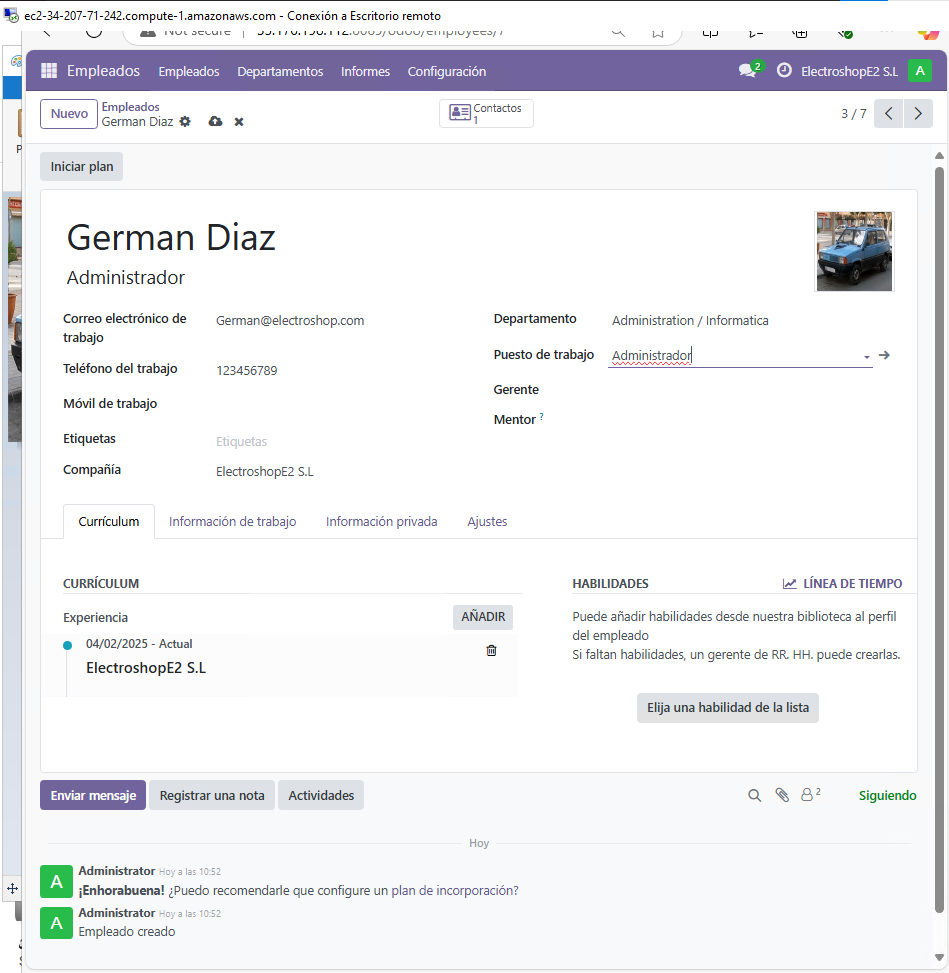 ec2-34-207-71-242.compute-1.amazonaws.com - Conexión a Escritorio remoto
Not secure
Empleados Empleados Departamentos Informes Configuración 2 ElectroshopE2 S.L A
Nuevo
Empleados
German Diaz
Contactos
1
3 / 7
Iniciar plan
German Diaz
Administrador
Correo electrónico de trabajo German@electroshop.com
Teléfono del trabajo 123456789
Móvil de trabajo
Etiquetas Etiquetas
Compañía ElectroshopE2 S.L
Departamento Administration / Informatica
Puesto de trabajo Administrador
Gerente
Mentor ?
Currículum Información de trabajo Información privada Ajustes
CURRÍCULUM
Experiencia AÑADIR
04/02/2025 - Actual
ElectroshopE2 S.L
HABILIDADES LÍNEA DE TIEMPO
Puede añadir habilidades desde nuestra biblioteca al perfil
del empleado
Si faltan habilidades, un gerente de RR. HH. puede crearlas.
Elija una habilidad de la lista
Enviar mensaje Registrar una nota Actividades 2 Siguiendo
Hoy
A
Administrator Hoy a las 10:52
¡Enhorabuena! ¿Puedo recomendarle que configure un plan de incorporación?
A
Administrator Hoy a las 10:52
Empleado creado